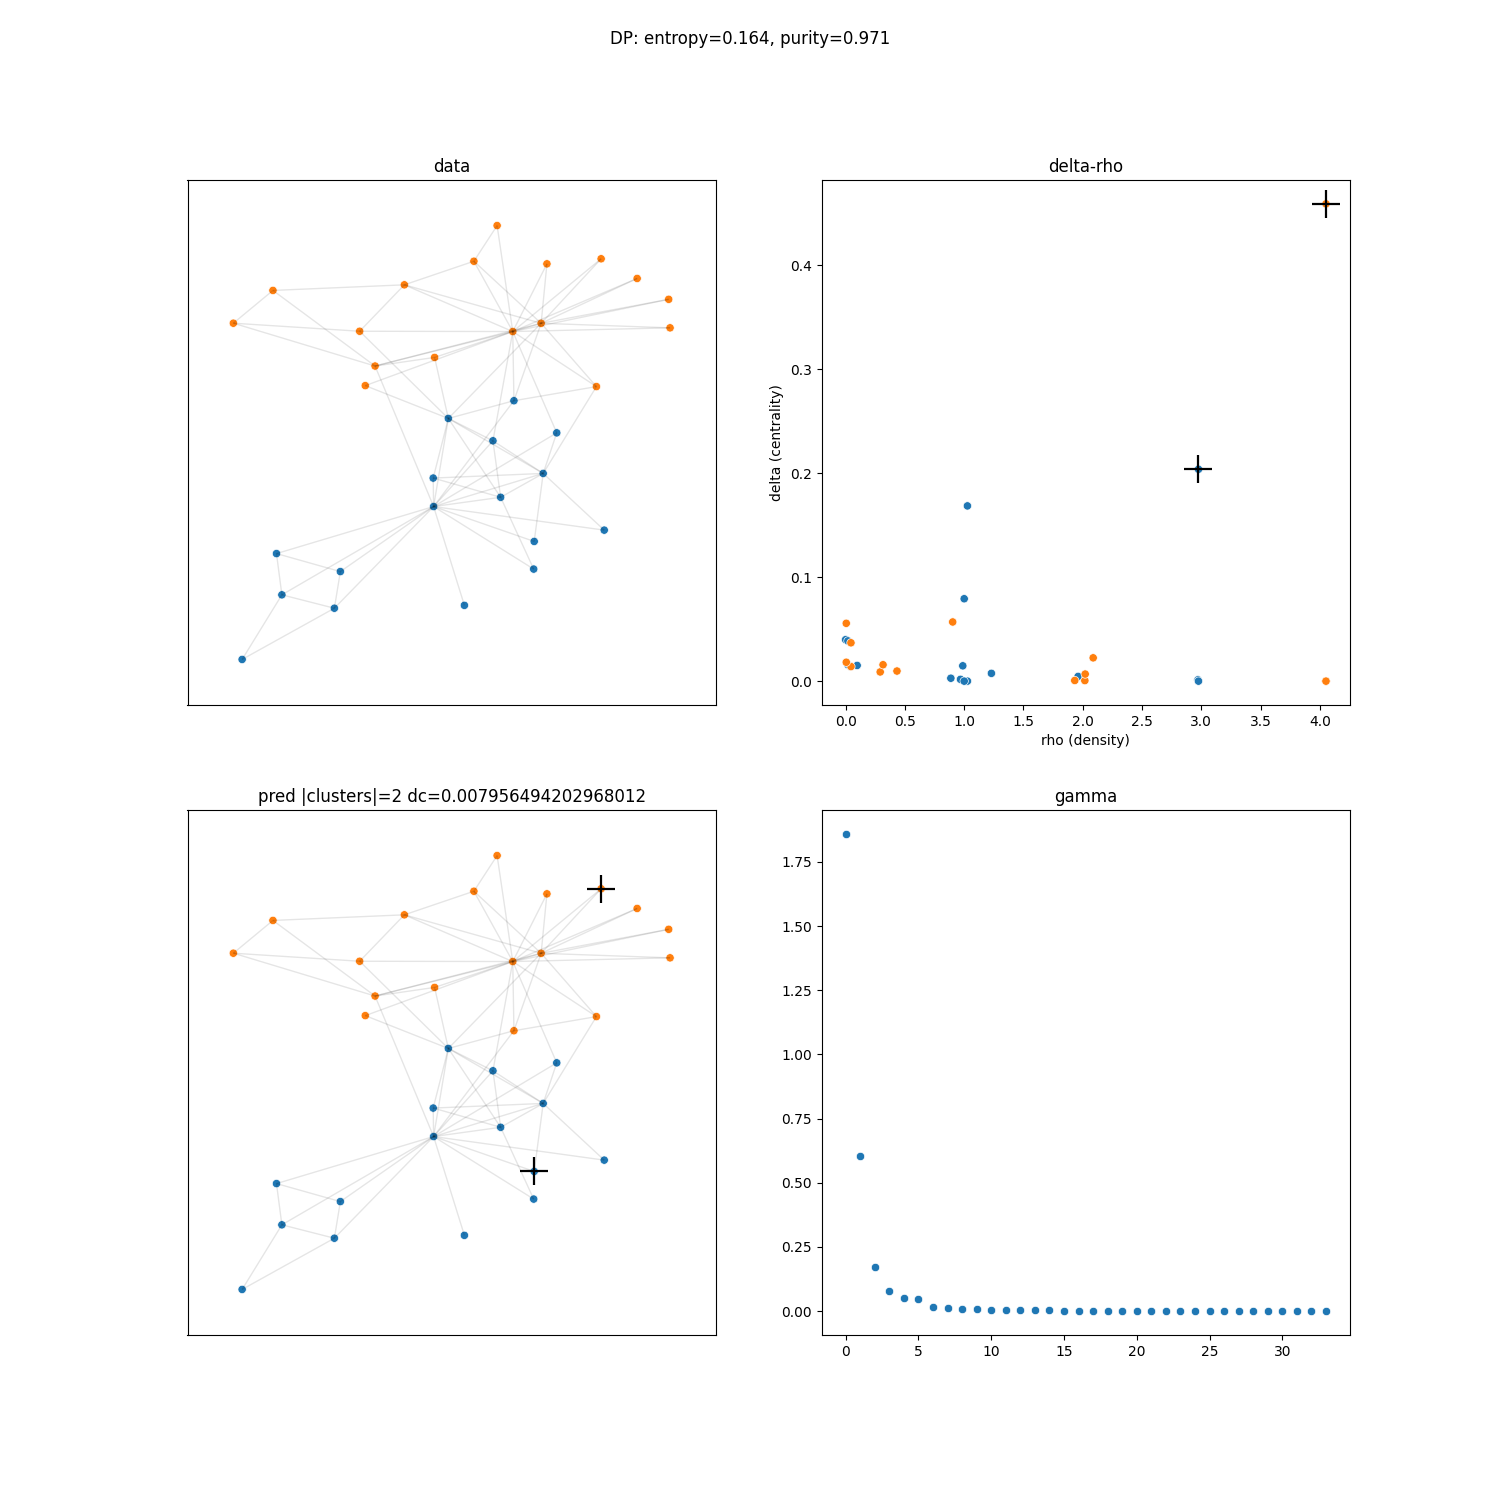 DP: entropy=0.164, purity=0.971
data
delta-rho
0.4
0.3
0.2
0.1
0.0
delta (centrality)
0.0 0.5 1.0 1.5 2.0 2.5 3.0 3.5 4.0
rho (density)
pred |clusters|=2 dc=0.007956494202968012
gamma
1.75
1.50
1.25
1.00
0.75
0.50
0.25
0.00
0 5 10 15 20 25 30